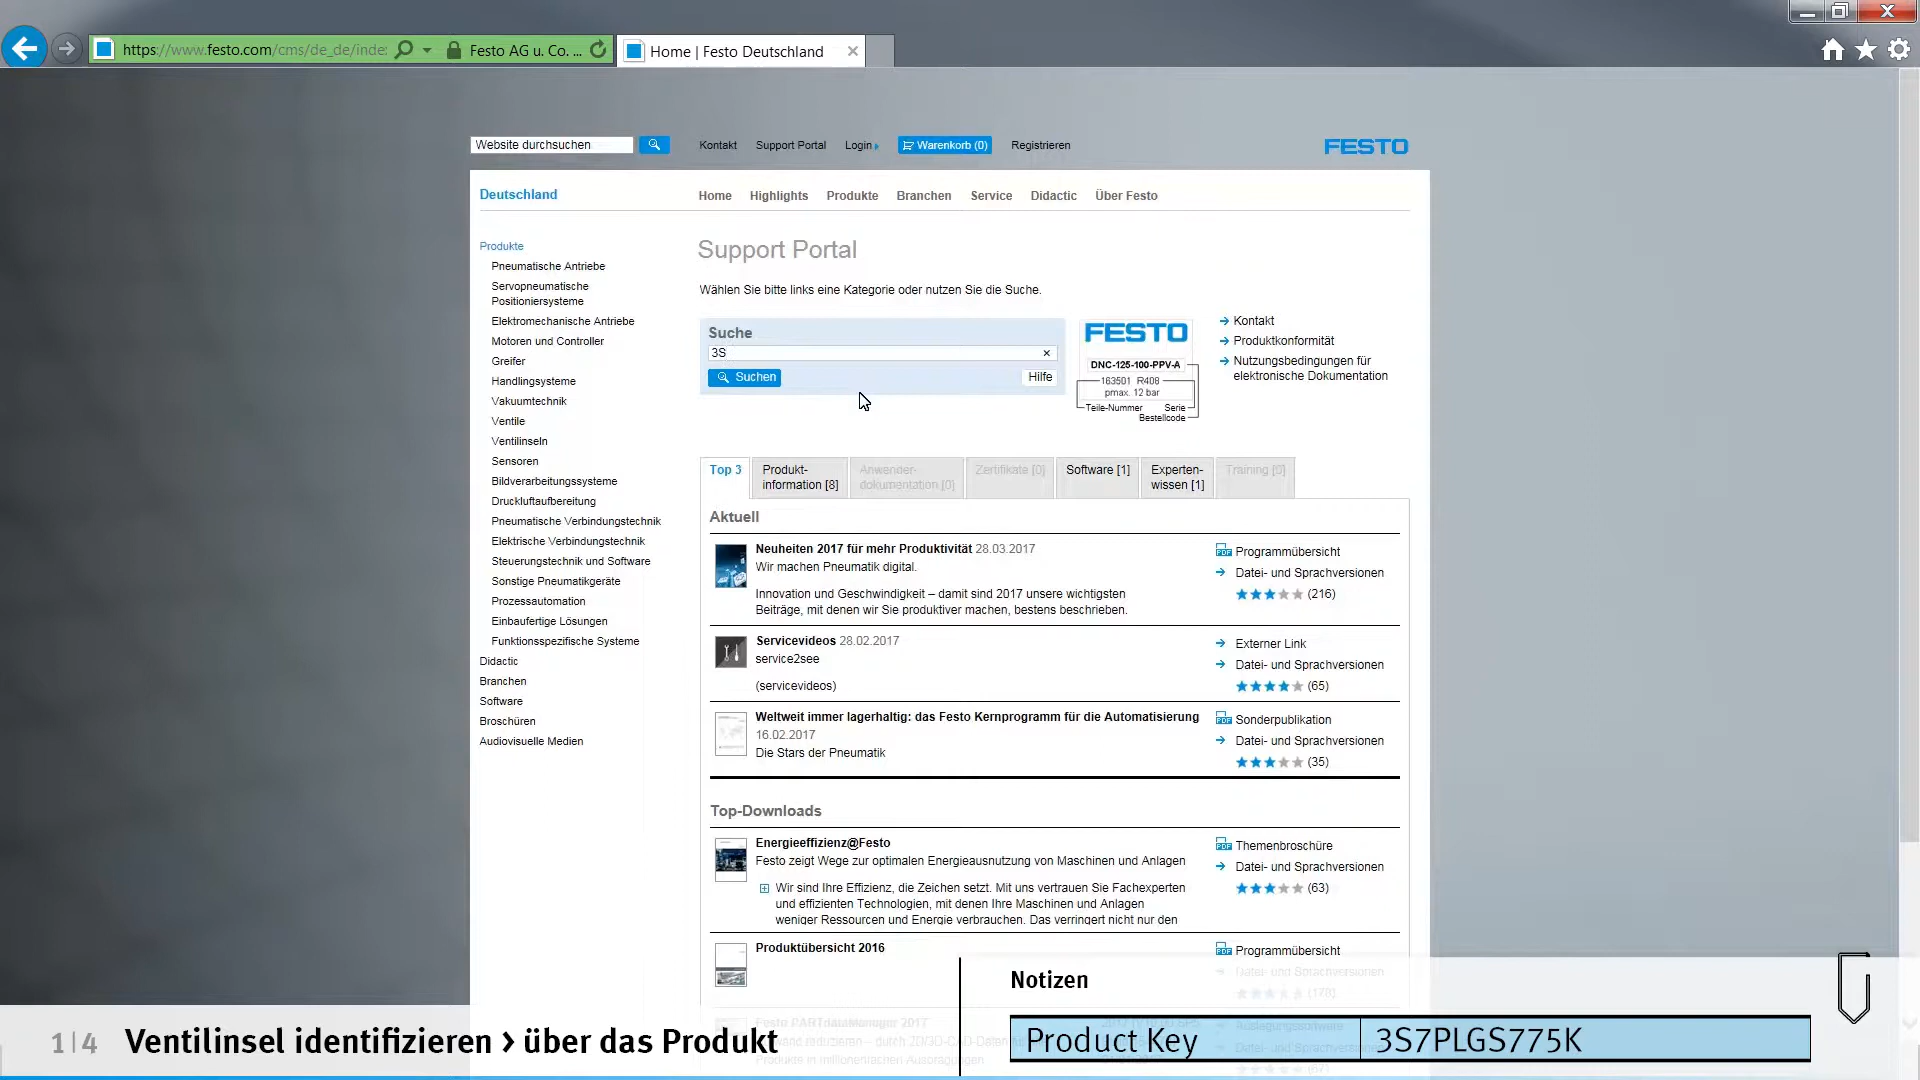 https://www.festo.com/cms/de_de/inde:
Festo AG u. Co. ...
Home | Festo Deutschland
Website durchsuchen
Kontakt
Support Portal
Login
Warenkorb (0)
Registrieren
FESTO
Deutschland
Home
Highlights
Produkte
Branchen
Service
Didactic
Über Festo
Produkte
Pneumatische Antriebe
Servopneumatische
Positioniersysteme
Elektromechanische Antriebe
Motoren und Controller
Greifer
Handlingsysteme
Vakuumtechnik
Ventile
Ventilinseln
Sensoren
Bildverarbeitungssysteme
Druckluftaufbereitung
Pneumatische Verbindungstechnik
Elektrische Verbindungstechnik
Steuerungstechnik und Software
Sonstige Pneumatikgeräte
Prozessautomation
Einbaufertige Lösungen
Funktionsspezifische Systeme
Didactic
Branchen
Software
Broschüren
Audiovisuelle Medien
Support Portal
Wählen Sie bitte links eine Kategorie oder nutzen Sie die Suche.
Suche
3S
Suchen
Hilfe
FESTO
DNC-125-100-PPV-A
163501 R408
pmax. 12 bar
Teile-Nummer Serie
Bestellcode
Kontakt
Produktkonformität
Nutzungsbedingungen für
elektronische Dokumentation
Top 3
Produkt-
information [8]
Anwender-
dokumentation [0]
Zertifikate [0]
Software [1]
Experten-
wissen [1]
Training [0]
Aktuell
Neuheiten 2017 für mehr Produktivität 28.03.2017
Wir machen Pneumatik digital.
Innovation und Geschwindigkeit – damit sind 2017 unsere wichtigsten
Beiträge, mit denen wir Sie produktiver machen, bestens beschrieben.
PDF Programmübersicht
Datei- und Sprachversionen
(216)
Servicevideos 28.02.2017
service2see
(servicevideos)
Externer Link
Datei- und Sprachversionen
(65)
Weltweit immer lagerhaltig: das Festo Kernprogramm für die Automatisierung
16.02.2017
Die Stars der Pneumatik
PDF Sonderpublikation
Datei- und Sprachversionen
(35)
Top-Downloads
Energieeffizienz@Festo
Festo zeigt Wege zur optimalen Energieausnutzung von Maschinen und Anlagen
Wir sind Ihre Effizienz, die Zeichen setzt. Mit uns vertrauen Sie Fachexperten
und effizienten Technologien, mit denen Ihre Maschinen und Anlagen
weniger Ressourcen und Energie verbrauchen. Das verringert nicht nur den
PDF Themenbroschüre
Datei- und Sprachversionen
(63)
Produktübersicht 2016
PDF Programmübersicht
Datei- und Sprachversionen
(178)
Notizen
Product Key 3S7PLGS775K
1|4 Ventilinsel identifizieren > über das Produkt